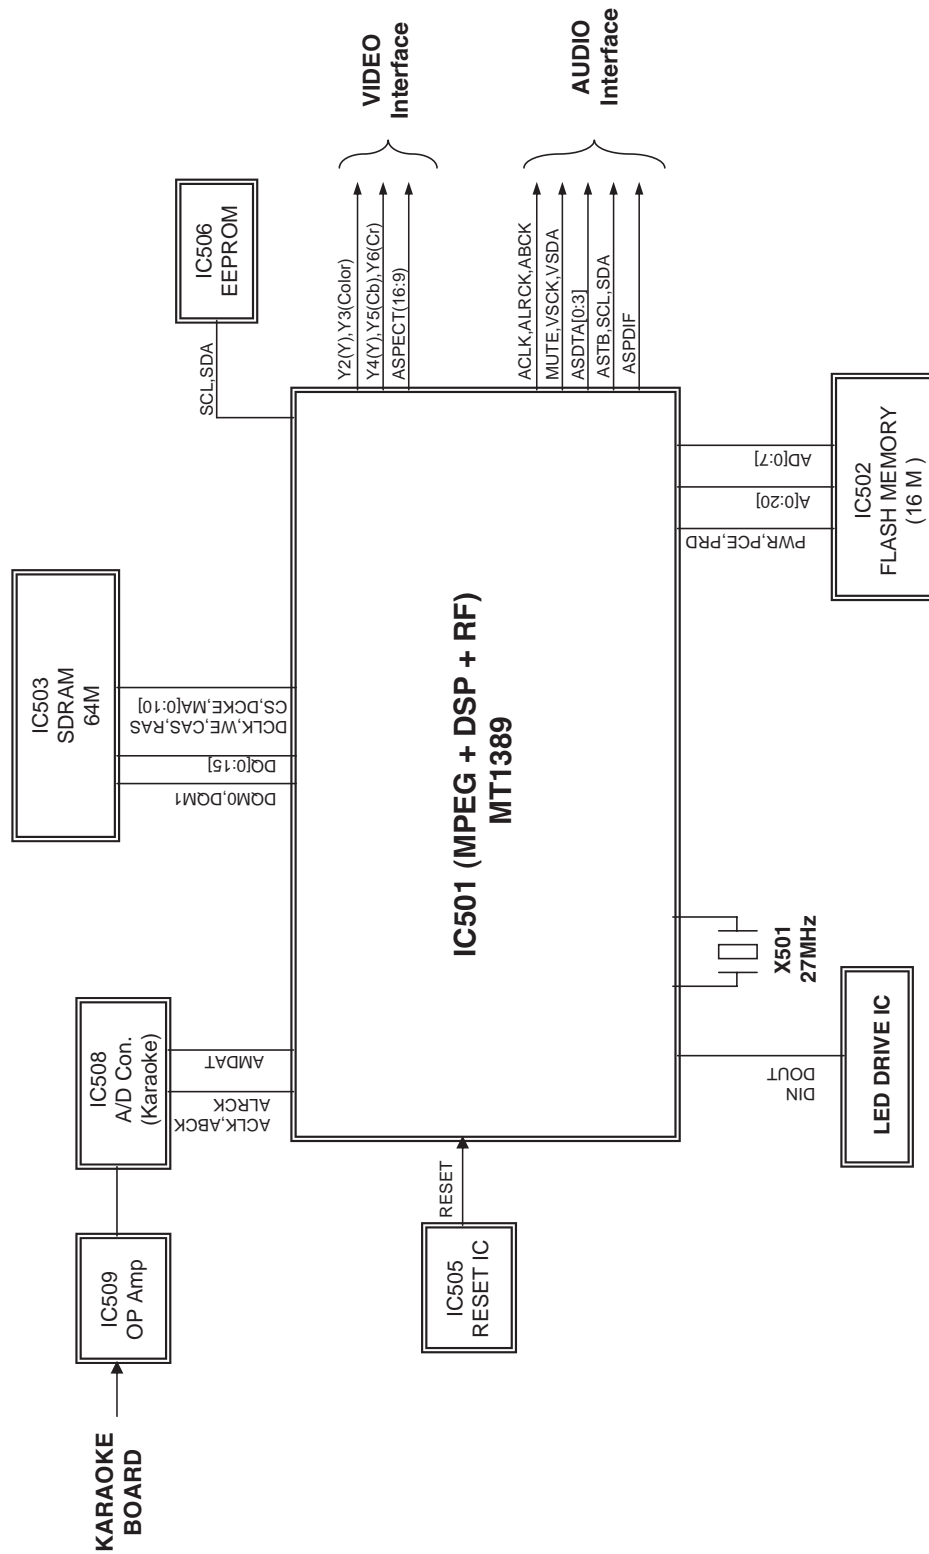 KARAOKE
BOARD
IC509
OP Amp
IC508
A/D Con.
(Karaoke)
ACLK,ABCK
ALRCK
AMDAT
IC503
SDRAM
64M
DQM0,DQM1
DQ[0:15]
DCLK,WE,CAS,RAS
CS,DCKE,MA[0:10]
IC506
EEPROM
SCL,SDA
IC505
RESET IC
RESET
IC501 (MPEG + DSP + RF)
MT1389
Y2(Y),Y3(Color)
Y4(Y),Y5(Cb),Y6(Cr)
ASPECT(16:9)
VIDEO
Interface
ACLK,ALRCK,ABCK
MUTE,VSCK,VSDA
ASDTA[0:3]
ASTB,SCL,SDA
ASPDIF
AUDIO
Interface
DIN
DOUT
LED DRIVE IC
X501
27MHz
PWR,PCE,PRD
A[0:20]
AD[0:7]
IC502
FLASH MEMORY
(16 M )